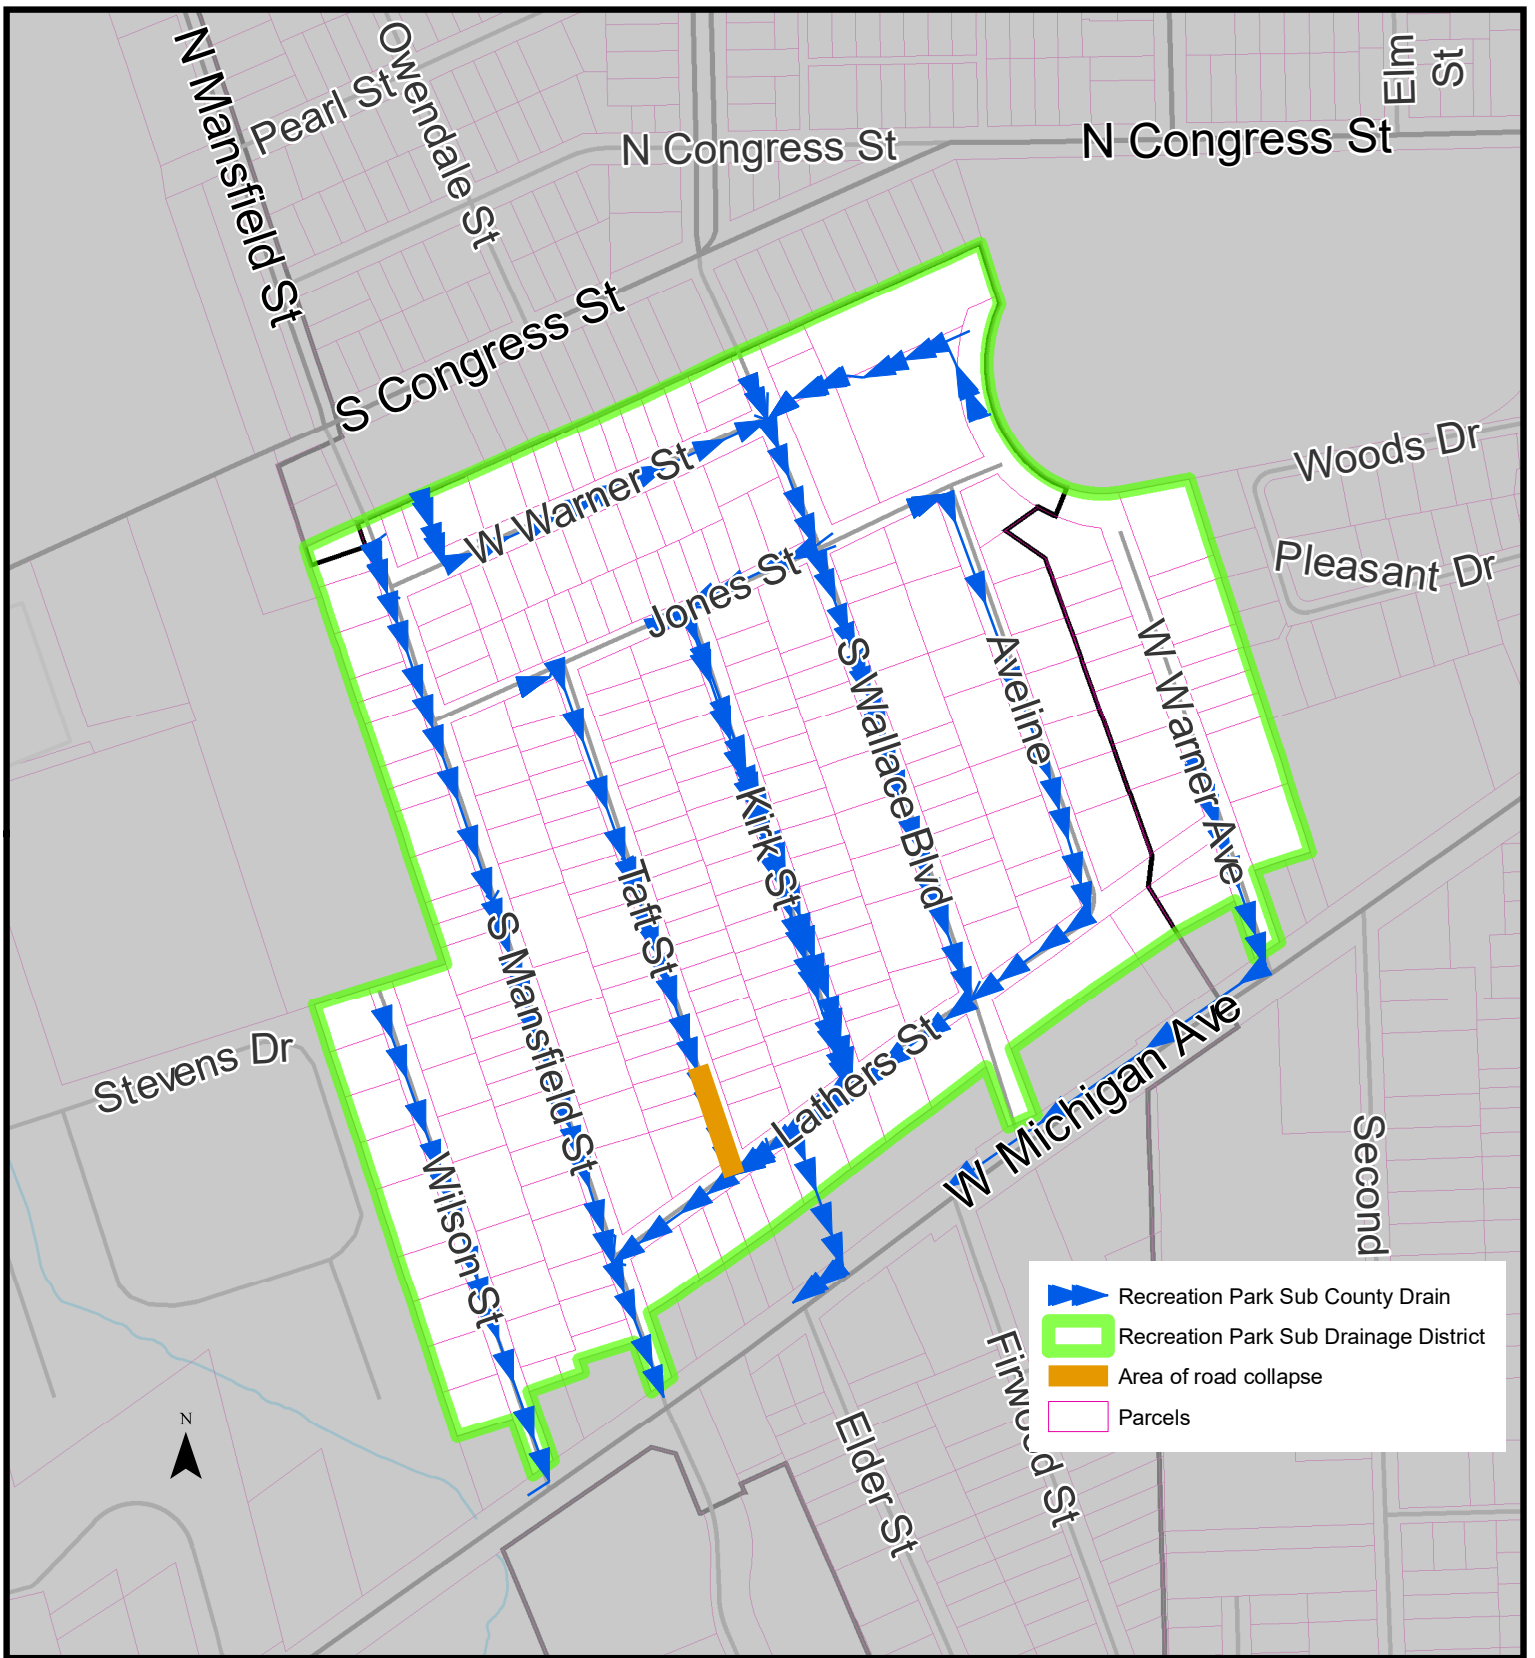 N Mansfield St
Owendale St
Pearl St
Elm
St
N Congress St
N Congress St
S Congress St
Woods Dr
W Warner St
Pleasant Dr
Jones St
W Warner Ave
Aveline
S Wallace Blvd
Kirk St
Taft St
S Mansfield St
Stevens Dr
Lathers St
W Michigan Ave
Wilson St
Second
Recreation Park Sub County Drain
Recreation Park Sub Drainage District
Area of road collapse
Parcels
Firwood St
Elder St
N